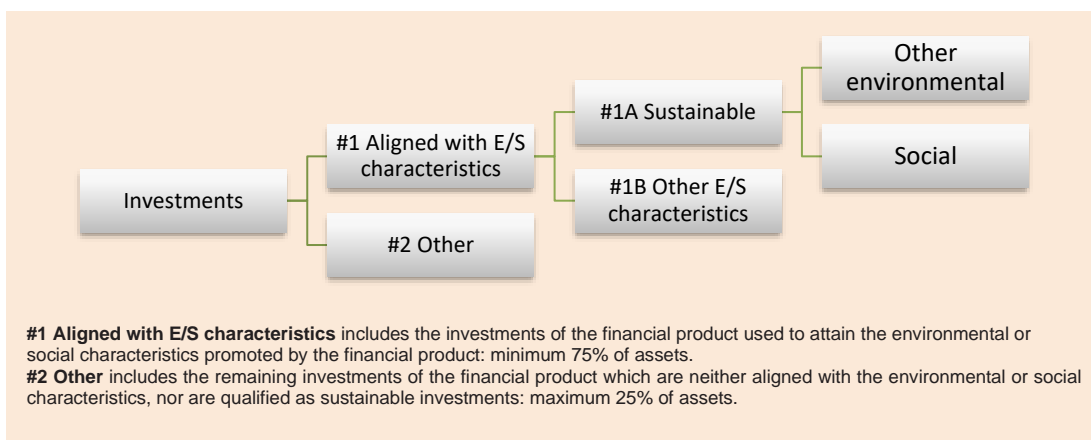 Investments
#1 Aligned with E/S
characteristics
#2 Other
#1A Sustainable
#1B Other E/S
characteristics
Other
environmental
Social
#1 Aligned with E/S characteristics includes the investments of the financial product used to attain the environmental or
social characteristics promoted by the financial product: minimum 75% of assets.
#2 Other includes the remaining investments of the financial product which are neither aligned with the environmental or social
characteristics, nor are qualified as sustainable investments: maximum 25% of assets.